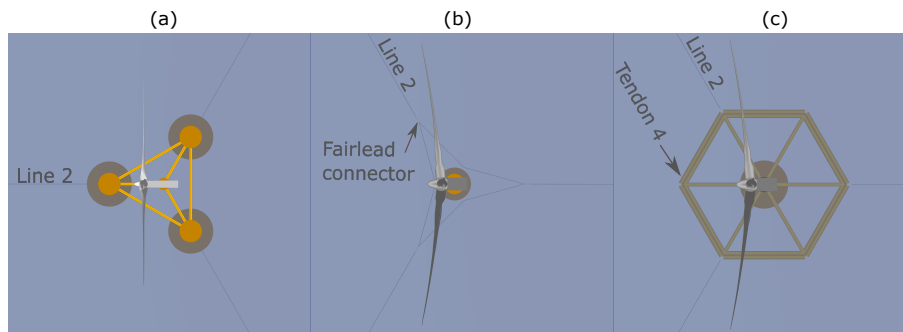 (a)
(b)
(c)
Line 2
Line 2
Fairlead
connector
Line 2
Tendon 4